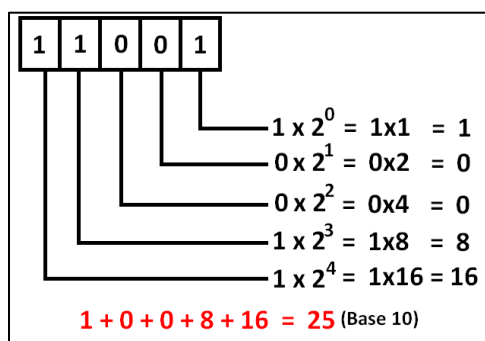 1 1 0 0 1
1 x 2⁰ = 1x1 = 1
0 x 2¹ = 0x2 = 0
0 x 2² = 0x4 = 0
1 x 2³ = 1x8 = 8
1 x 2⁴ = 1x16 = 16
1 + 0 + 0 + 8 + 16 = 25 (Base 10)